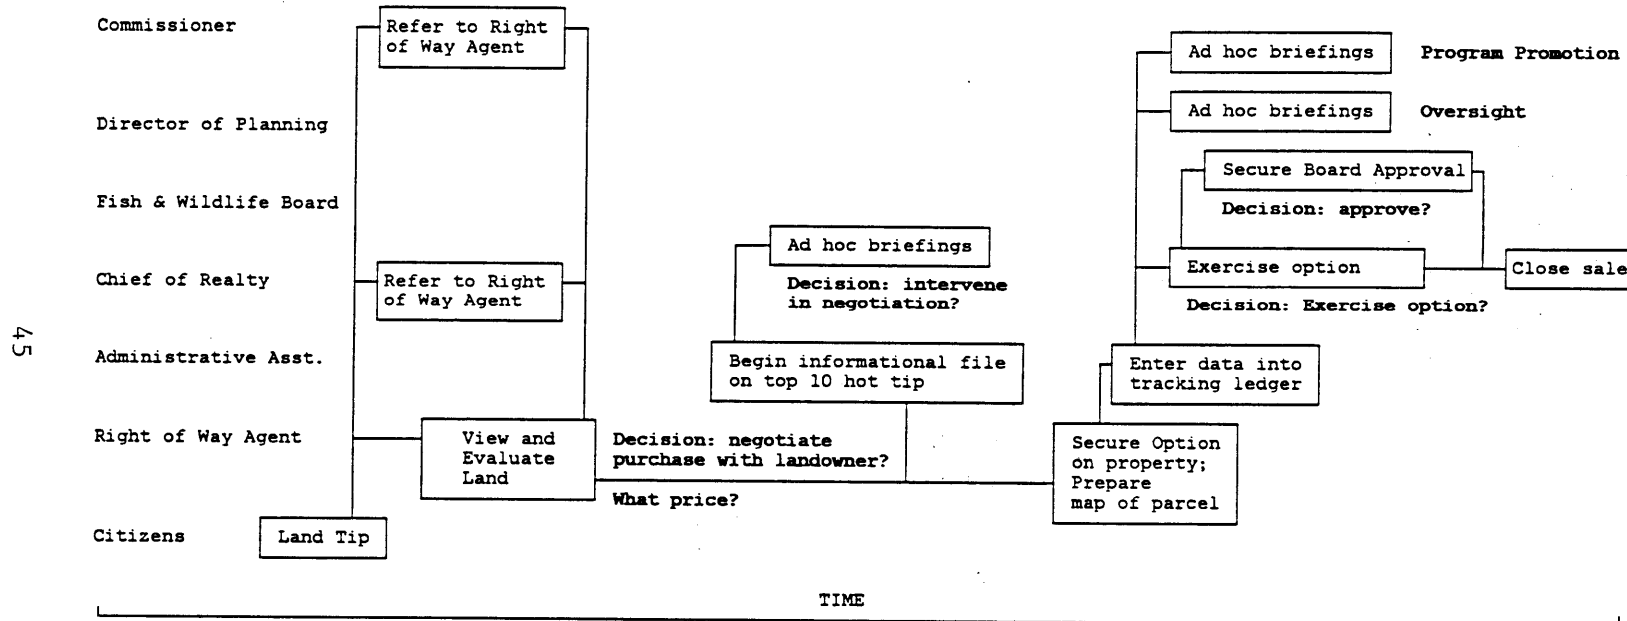 Commissioner
Refer to Right
of Way Agent
Ad hoc briefings
Program Promotion
Director of Planning
Ad hoc briefings
Oversight
Secure Board Approval
Fish & Wildlife Board
Decision: approve?
Ad hoc briefings
Chief of Realty
Refer to Right
of Way Agent
Decision: intervene
in negotiation?
Exercise option
Close sale
Decision: Exercise option?
45
Administrative Asst.
Begin informational file
on top 10 hot tip
Enter data into
tracking ledger
Right of Way Agent
View and
Evaluate
Land
Decision: negotiate
purchase with landowner?
What price?
Secure Option
on property;
Prepare
map of parcel
Citizens
Land Tip
TIME